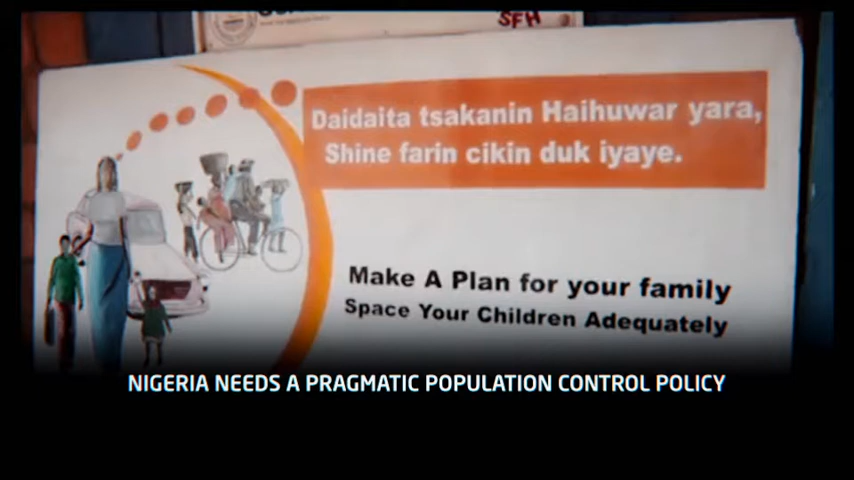 SFH
Daidaita tsakanin Haihuwar yara,
Shine farin cikin duk iyaye.
Make A Plan for your family
Space Your Children Adequately
NIGERIA NEEDS A PRAGMATIC POPULATION CONTROL POLICY